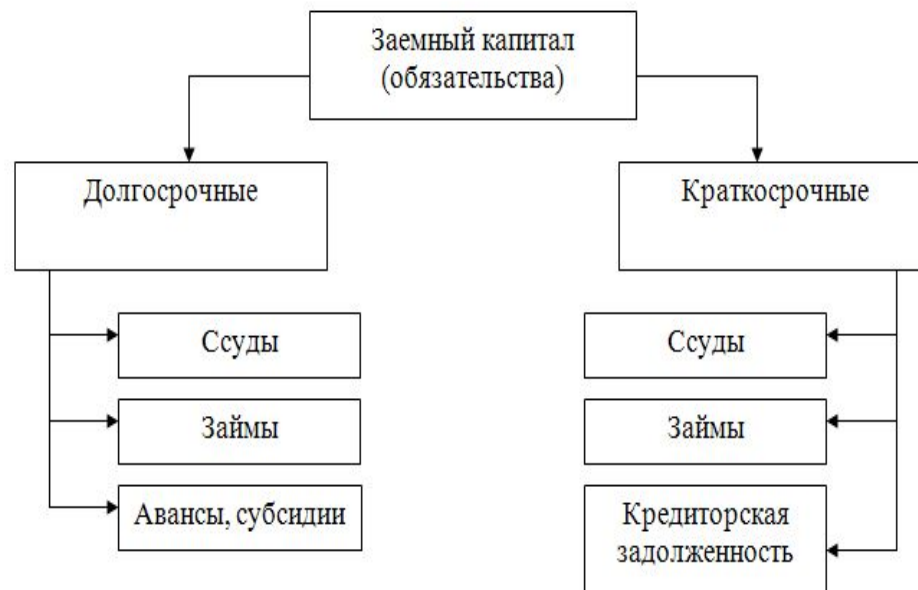 Заемный капитал
(обязательства)
Долгосрочные
Краткосрочные
Ссуды
Ссуды
Займы
Займы
Авансы, субсидии
Кредиторская
задолженность